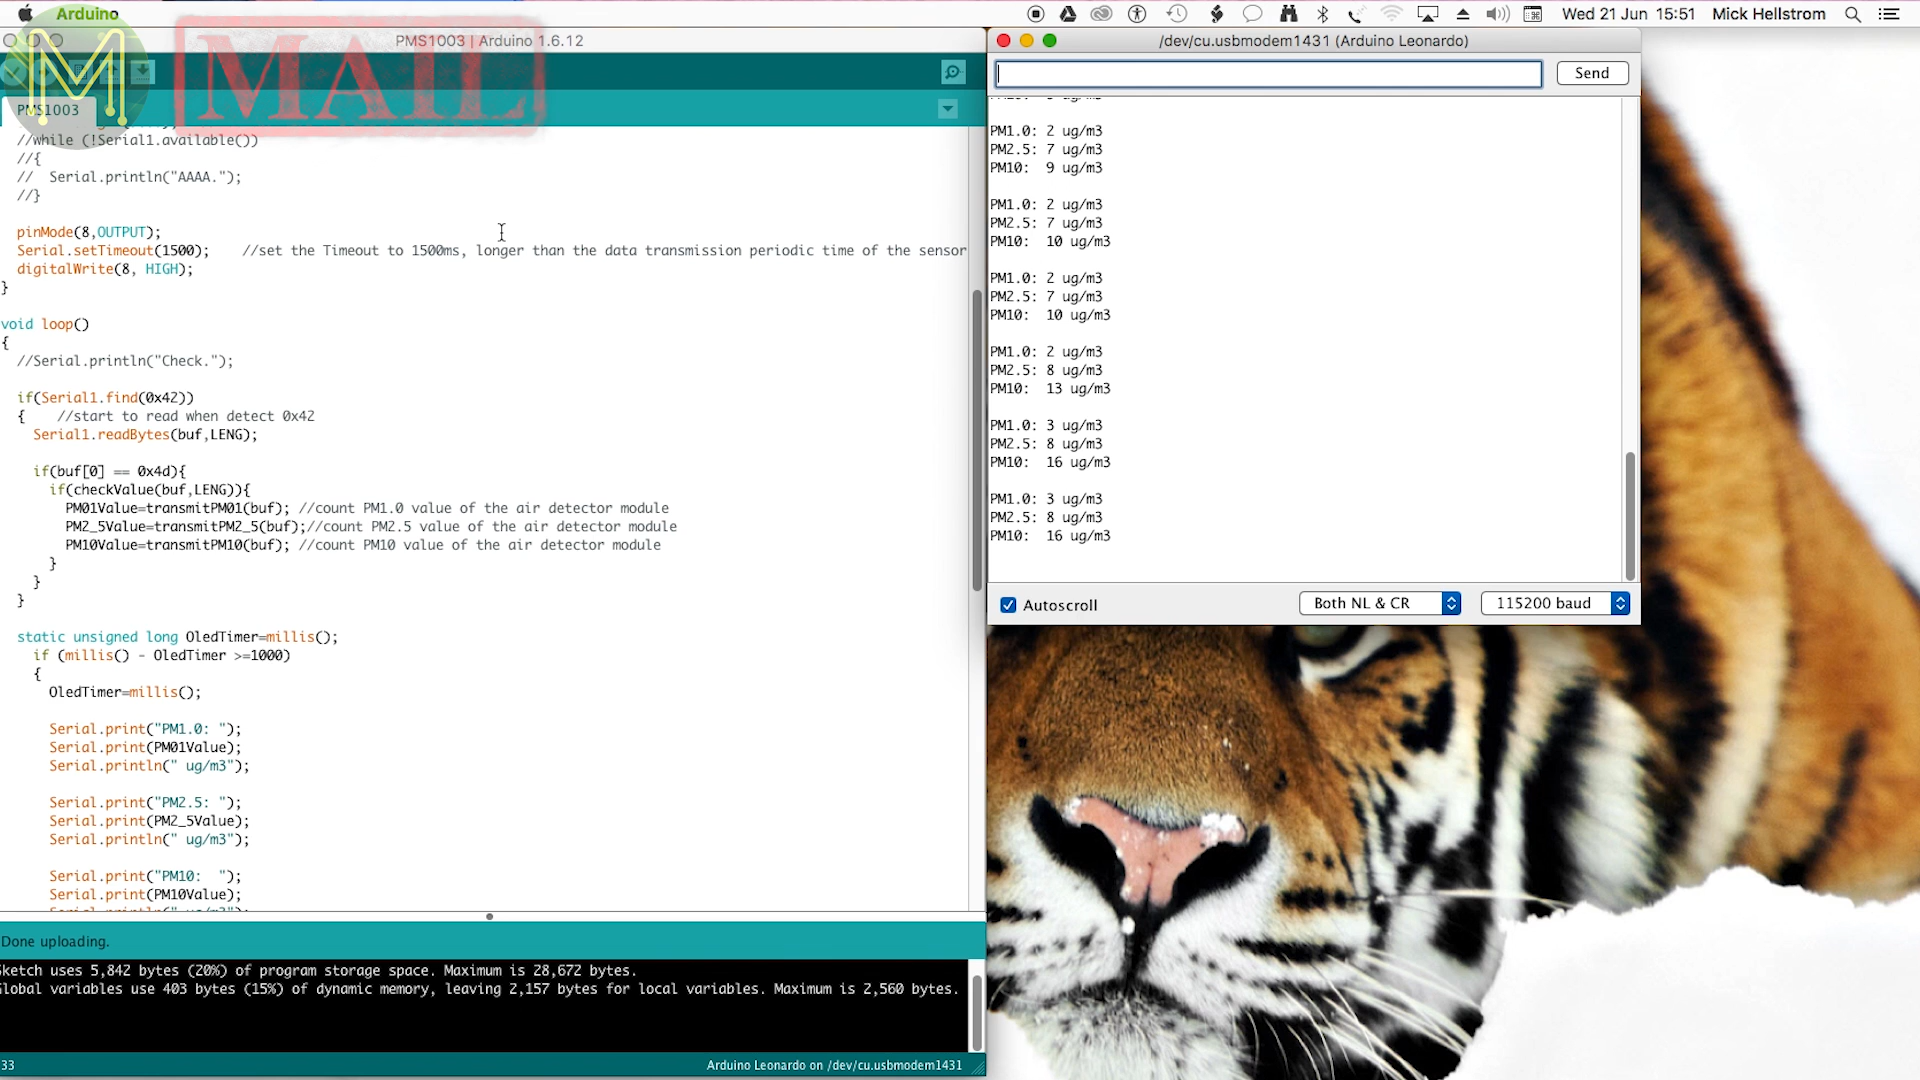 Arduino
Wed 21 Jun 15:51 Mick Hellstrom
MAIL
PMS1003 | Arduino 1.6.12
PMS1003
//while (!Serial1.available())
//{
// Serial.println("AAAA.");
//}
pinMode(8,OUTPUT);
Serial.setTimeout(1500); //set the Timeout to 1500ms, longer than the data transmission periodic time of the sensor
digitalWrite(8, HIGH);
}
void loop()
{
//Serial.println("Check.");
if(Serial1.find(0x42))
{ //start to read when detect 0x42
Serial1.readBytes(buf,LENG);
if(buf[0] == 0x4d){
if(checkValue(buf,LENG)){
PM01Value=transmitPM01(buf); //count PM1.0 value of the air detector module
PM2_5Value=transmitPM2_5(buf);//count PM2.5 value of the air detector module
PM10Value=transmitPM10(buf); //count PM10 value of the air detector module
}
}
}
static unsigned long OledTimer=millis();
if (millis() - OledTimer >=1000)
{
OledTimer=millis();
Serial.print("PM1.0: ");
Serial.print(PM01Value);
Serial.println(" ug/m3");
Serial.print("PM2.5: ");
Serial.print(PM2_5Value);
Serial.println(" ug/m3");
Serial.print("PM10:  ");
Serial.print(PM10Value);
Done uploading.
Sketch uses 5,842 bytes (20%) of program storage space. Maximum is 28,672 bytes.
Global variables use 403 bytes (15%) of dynamic memory, leaving 2,157 bytes for local variables. Maximum is 2,560 bytes.
33
Arduino Leonardo on /dev/cu.usbmodem1431
/dev/cu.usbmodem1431 (Arduino Leonardo)
Send
PM1.0: 2 ug/m3
PM2.5: 7 ug/m3
PM10:  9 ug/m3
PM1.0: 2 ug/m3
PM2.5: 7 ug/m3
PM10:  10 ug/m3
PM1.0: 2 ug/m3
PM2.5: 7 ug/m3
PM10:  10 ug/m3
PM1.0: 2 ug/m3
PM2.5: 8 ug/m3
PM10:  13 ug/m3
PM1.0: 3 ug/m3
PM2.5: 8 ug/m3
PM10:  16 ug/m3
PM1.0: 3 ug/m3
PM2.5: 8 ug/m3
PM10:  16 ug/m3
Autoscroll
Both NL & CR
115200 baud